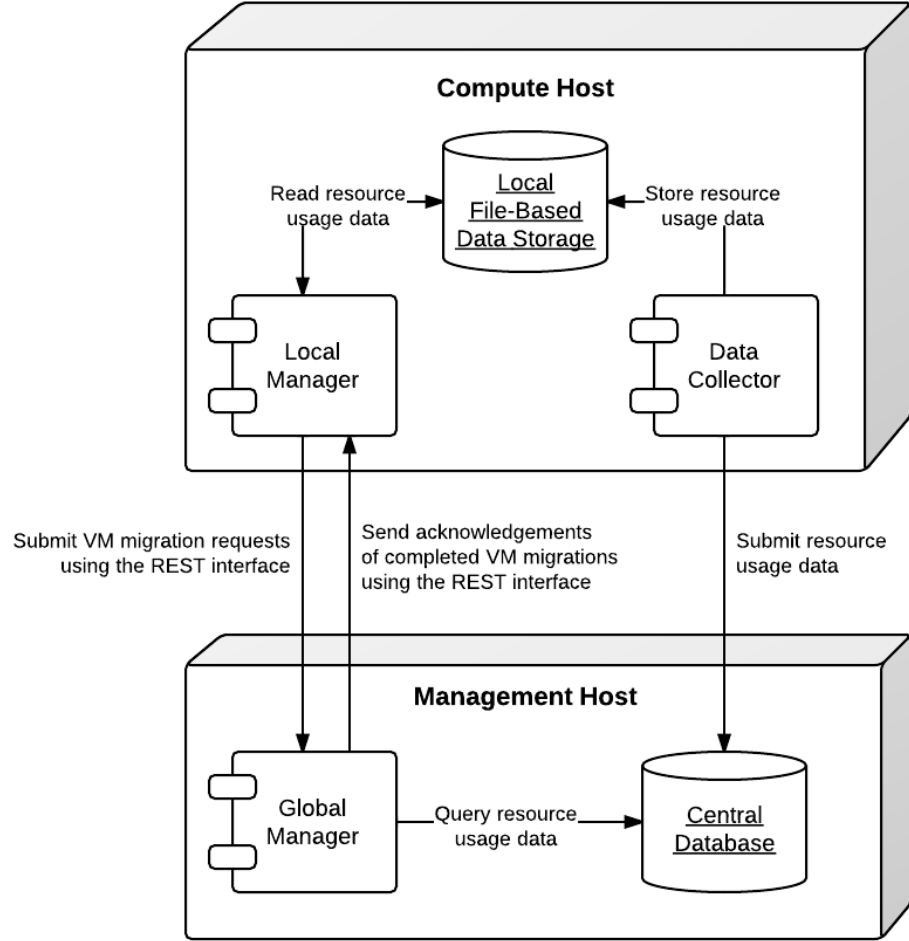 Compute Host
Local
File-Based
Data Storage
Read resource
usage data
Store resource
usage data
Local
Manager
Data
Collector
Submit VM migration requests
using the REST interface
Send acknowledgements
of completed VM migrations
using the REST interface
Submit resource
usage data
Management Host
Global
Manager
Query resource
usage data
Central
Database